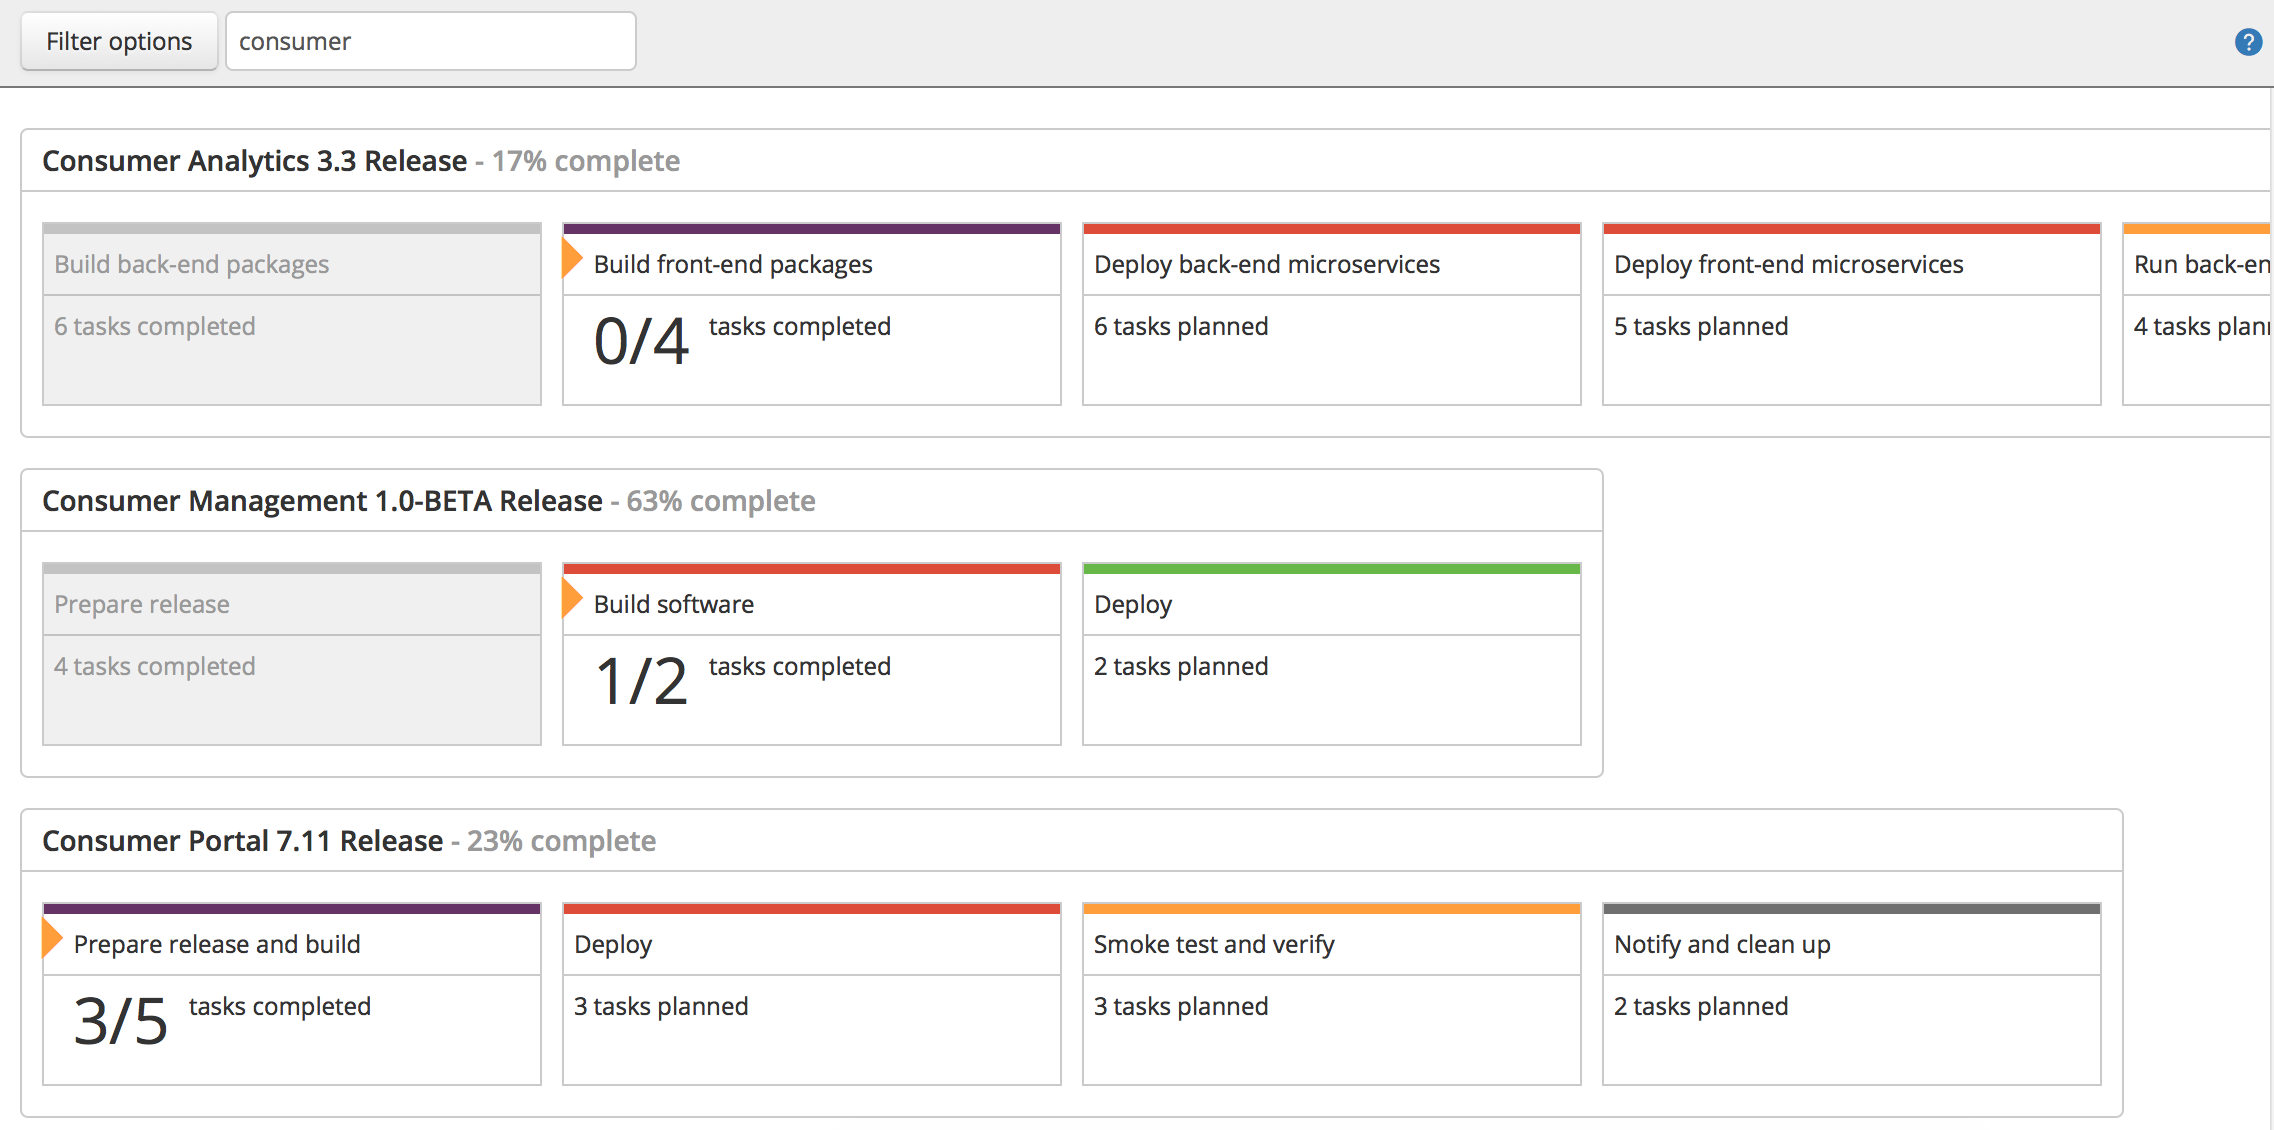 Filter options
consumer
?
Consumer Analytics 3.3 Release - 17% complete
Build back-end packages
6 tasks completed
Build front-end packages
0/4 tasks completed
Deploy back-end microservices
6 tasks planned
Deploy front-end microservices
5 tasks planned
Run back-en
4 tasks plan
Consumer Management 1.0-BETA Release - 63% complete
Prepare release
4 tasks completed
Build software
1/2 tasks completed
Deploy
2 tasks planned
Consumer Portal 7.11 Release - 23% complete
Prepare release and build
3/5 tasks completed
Deploy
3 tasks planned
Smoke test and verify
3 tasks planned
Notify and clean up
2 tasks planned